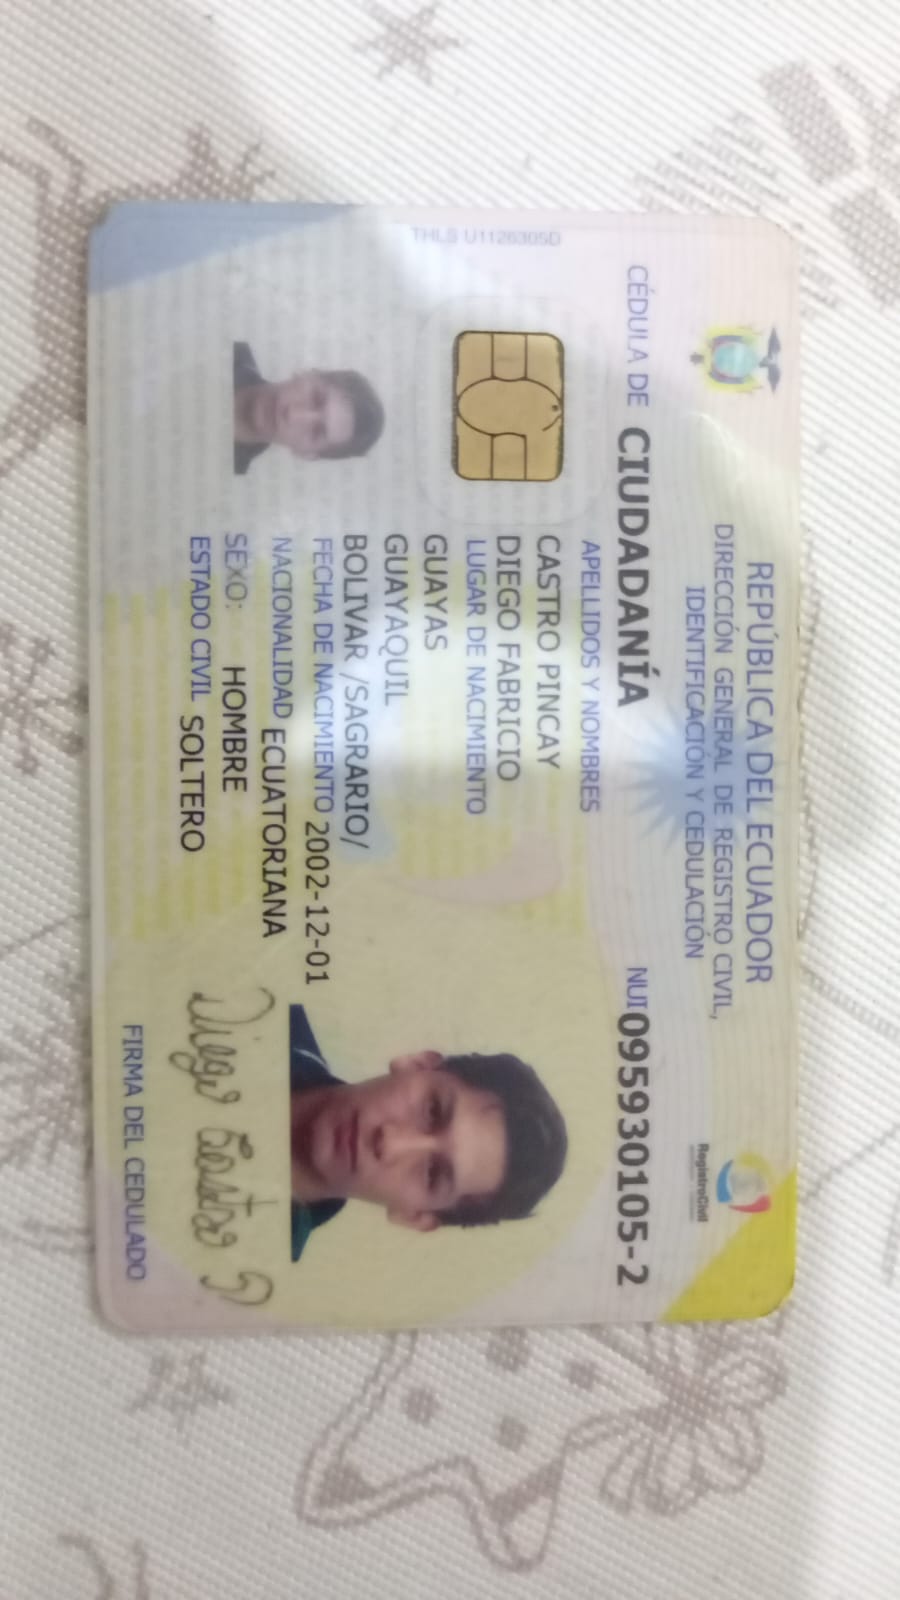 REPÚBLICA DEL ECUADOR
DIRECCIÓN GENERAL DE REGISTRO CIVIL,
IDENTIFICACIÓN Y CEDULACIÓN
RegistroCivil
CÉDULA DE CIUDADANÍA
NUI 095930105-2
APELLIDOS Y NOMBRES
CASTRO PINCAY
DIEGO FABRICIO
LUGAR DE NACIMIENTO
GUAYAS
GUAYAQUIL
BOLIVAR /SAGRARIO/
FECHA DE NACIMIENTO 2002-12-01
NACIONALIDAD ECUATORIANA
SEXO: HOMBRE
ESTADO CIVIL SOLTERO
Diego Castro P
FIRMA DEL CEDULADO
THLS U1126305D